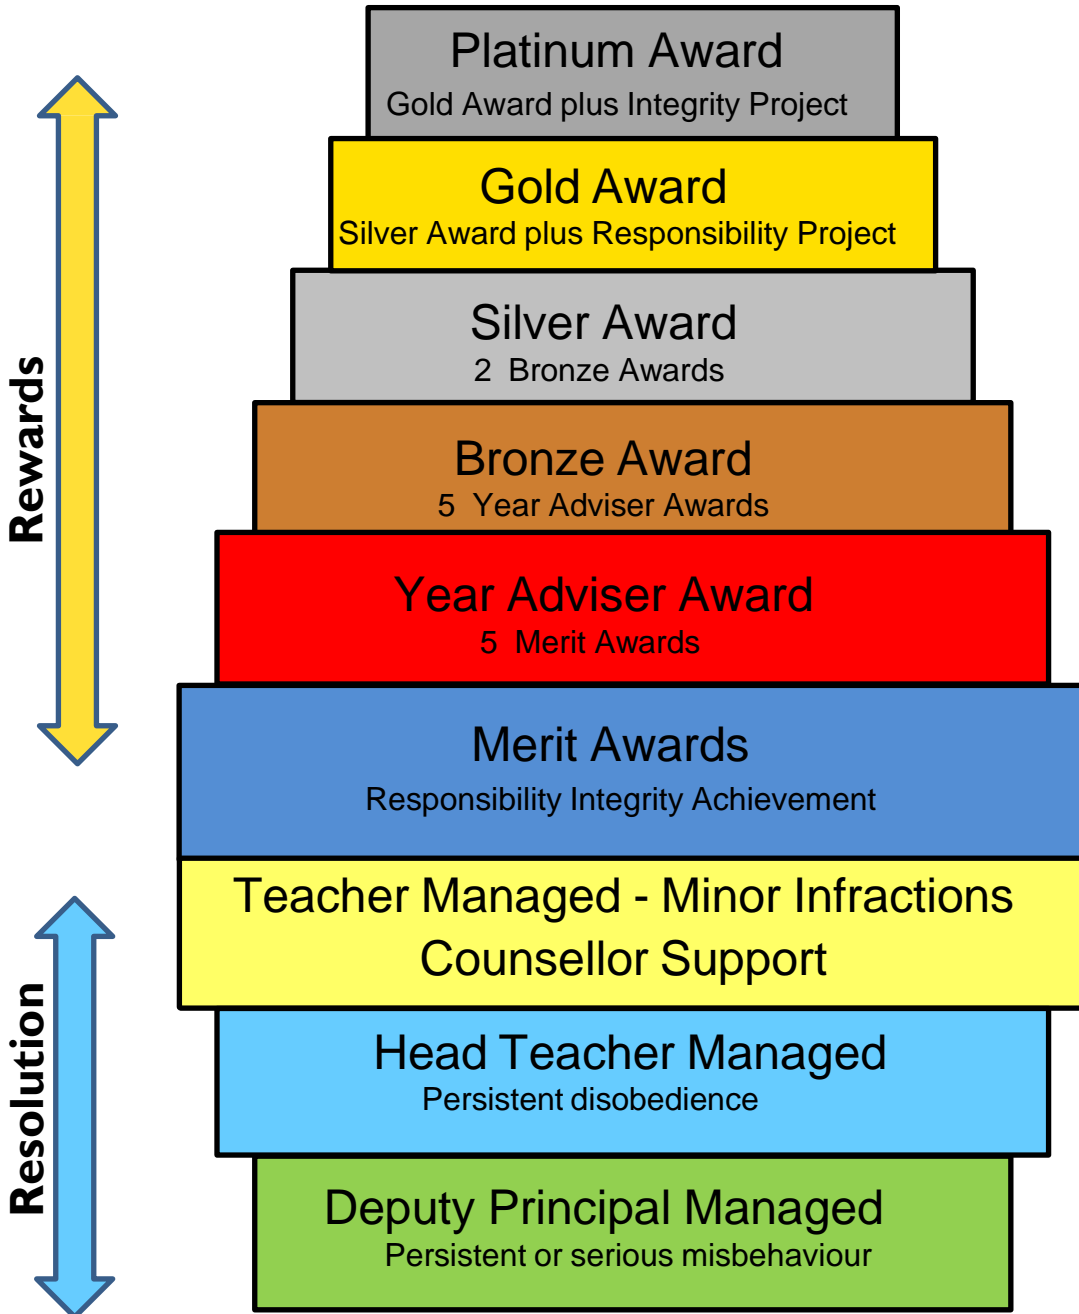 Platinum Award
Gold Award plus Integrity Project
Gold Award
Silver Award plus Responsibility Project
Silver Award
2 Bronze Awards
Bronze Award
5 Year Adviser Awards
Year Adviser Award
5 Merit Awards
Merit Awards
Responsibility Integrity Achievement
Rewards
Teacher Managed - Minor Infractions
Counsellor Support
Head Teacher Managed
Persistent disobedience
Deputy Principal Managed
Persistent or serious misbehaviour
Resolution